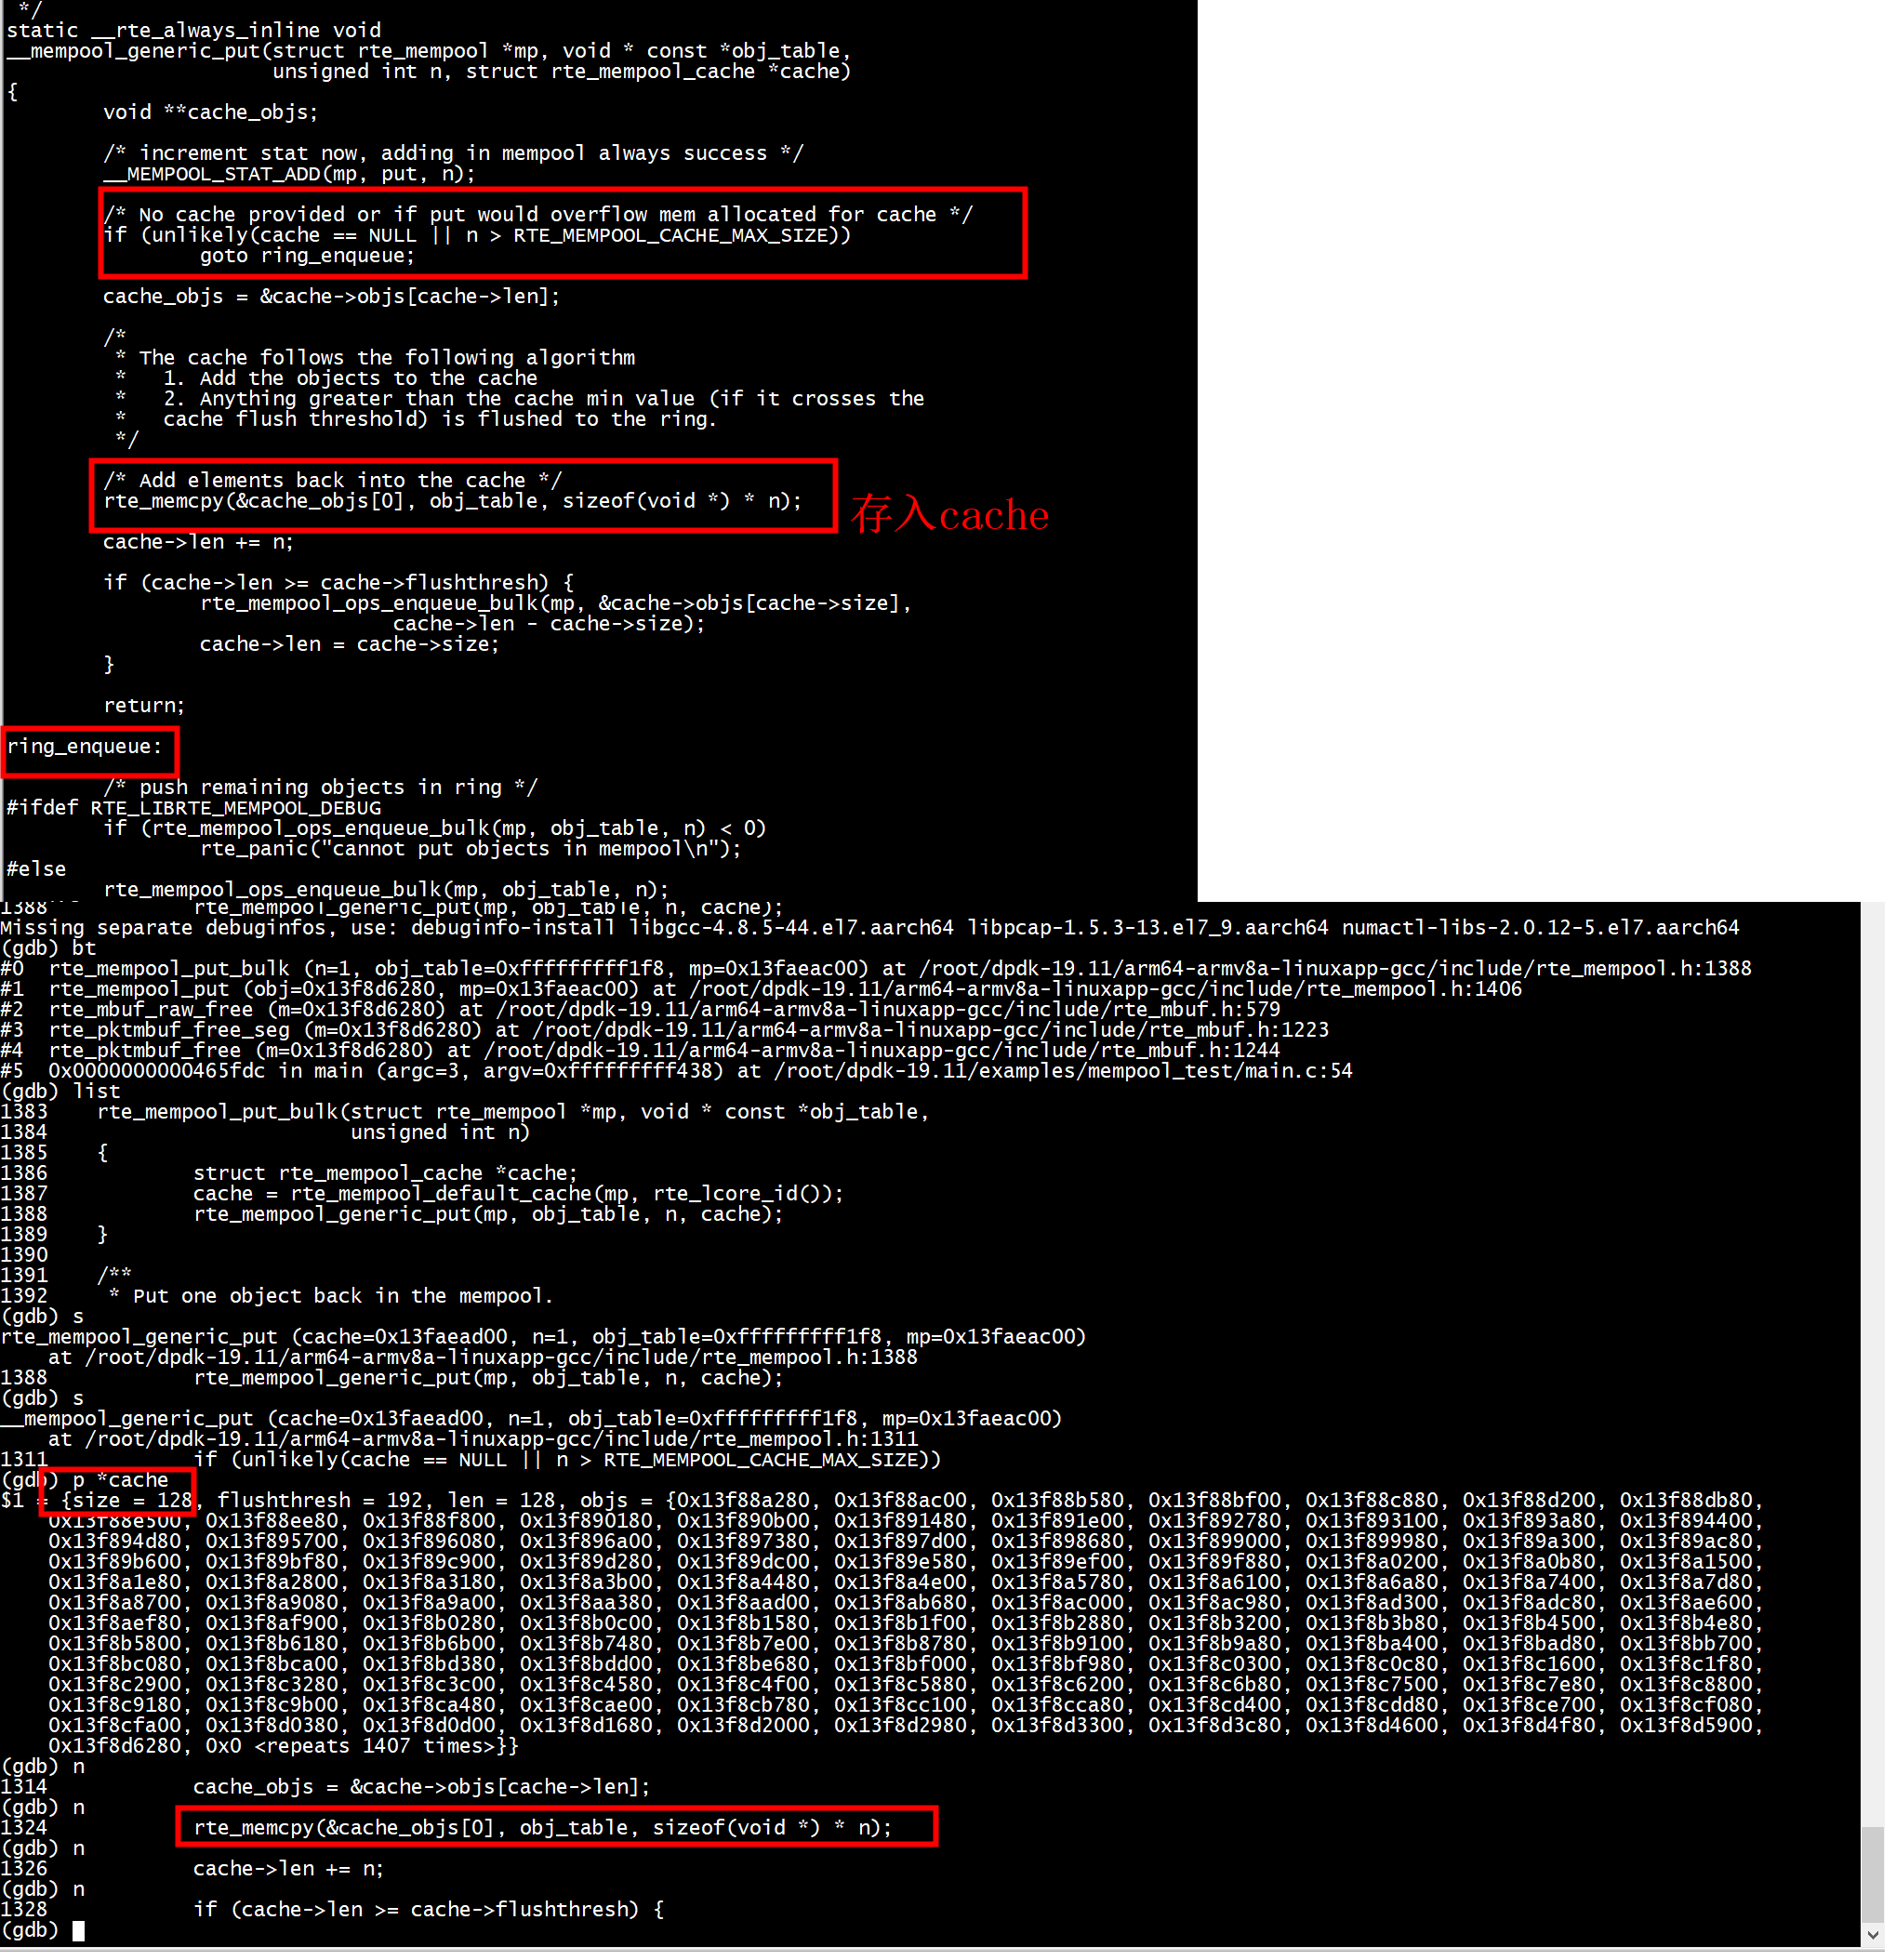 */
static __rte_always_inline void
__mempool_generic_put(struct rte_mempool *mp, void * const *obj_table,
unsigned int n, struct rte_mempool_cache *cache)
{
void **cache_objs;
/* increment stat now, adding in mempool always success */
__MEMPOOL_STAT_ADD(mp, put, n);
/* No cache provided or if put would overflow mem allocated for cache */
if (unlikely(cache == NULL || n > RTE_MEMPOOL_CACHE_MAX_SIZE))
goto ring_enqueue;
cache_objs = &cache->objs[cache->len];
/*
* The cache follows the following algorithm
*   1. Add the objects to the cache
*   2. Anything greater than the cache min value (if it crosses the
*   cache flush threshold) is flushed to the ring.
*/
/* Add elements back into the cache */
rte_memcpy(&cache_objs[0], obj_table, sizeof(void *) * n);
存入cache
cache->len += n;
if (cache->len >= cache->flushthresh) {
rte_mempool_ops_enqueue_bulk(mp, &cache->objs[cache->size],
cache->len - cache->size);
cache->len = cache->size;
}
return;
ring_enqueue:
/* push remaining objects in ring */
#ifdef RTE_LIBRTE_MEMPOOL_DEBUG
if (rte_mempool_ops_enqueue_bulk(mp, obj_table, n) < 0)
rte_panic("cannot put objects in mempool\n");
#else
rte_mempool_ops_enqueue_bulk(mp, obj_table, n);
1388 rte_mempool_generic_put(mp, obj_table, n, cache);
Missing separate debuginfos, use: debuginfo-install libgcc-4.8.5-44.el7.aarch64 libpcap-1.5.3-13.el7_9.aarch64 numactl-libs-2.0.12-5.el7.aarch64
(gdb) bt
#0  rte_mempool_put_bulk (n=1, obj_table=0xfffffffff1f8, mp=0x13faeac00) at /root/dpdk-19.11/arm64-armv8a-linuxapp-gcc/include/rte_mempool.h:1388
#1  rte_mempool_put (obj=0x13f8d6280, mp=0x13faeac00) at /root/dpdk-19.11/arm64-armv8a-linuxapp-gcc/include/rte_mempool.h:1406
#2  rte_mbuf_raw_free (m=0x13f8d6280) at /root/dpdk-19.11/arm64-armv8a-linuxapp-gcc/include/rte_mbuf.h:579
#3  rte_pktmbuf_free_seg (m=0x13f8d6280) at /root/dpdk-19.11/arm64-armv8a-linuxapp-gcc/include/rte_mbuf.h:1223
#4  rte_pktmbuf_free (m=0x13f8d6280) at /root/dpdk-19.11/arm64-armv8a-linuxapp-gcc/include/rte_mbuf.h:1244
#5  0x0000000000465fdc in main (argc=3, argv=0xfffffffff438) at /root/dpdk-19.11/examples/mempool_test/main.c:54
(gdb) list
1383 rte_mempool_put_bulk(struct rte_mempool *mp, void * const *obj_table,
1384 unsigned int n)
1385 {
1386 struct rte_mempool_cache *cache;
1387 cache = rte_mempool_default_cache(mp, rte_lcore_id());
1388 rte_mempool_generic_put(mp, obj_table, n, cache);
1389 }
1390
1391 /**
1392 * Put one object back in the mempool.
(gdb) s
rte_mempool_generic_put (cache=0x13faead00, n=1, obj_table=0xfffffffff1f8, mp=0x13faeac00)
at /root/dpdk-19.11/arm64-armv8a-linuxapp-gcc/include/rte_mempool.h:1388
1388 rte_mempool_generic_put(mp, obj_table, n, cache);
(gdb) s
__mempool_generic_put (cache=0x13faead00, n=1, obj_table=0xfffffffff1f8, mp=0x13faeac00)
at /root/dpdk-19.11/arm64-armv8a-linuxapp-gcc/include/rte_mempool.h:1311
1311 if (unlikely(cache == NULL || n > RTE_MEMPOOL_CACHE_MAX_SIZE))
(gdb) p *cache
$1 = {size = 128, flushthresh = 192, len = 128, objs = {0x13f88a280, 0x13f88ac00, 0x13f88b580, 0x13f88bf00, 0x13f88c880, 0x13f88d200, 0x13f88db80,
0x13f88e500, 0x13f88ee80, 0x13f88f800, 0x13f890180, 0x13f890b00, 0x13f891480, 0x13f891e00, 0x13f892780, 0x13f893100, 0x13f893a80, 0x13f894400,
0x13f894d80, 0x13f895700, 0x13f896080, 0x13f896a00, 0x13f897380, 0x13f897d00, 0x13f898680, 0x13f899000, 0x13f899980, 0x13f89a300, 0x13f89ac80,
0x13f89b600, 0x13f89bf80, 0x13f89c900, 0x13f89d280, 0x13f89dc00, 0x13f89e580, 0x13f89ef00, 0x13f89f880, 0x13f8a0200, 0x13f8a0b80, 0x13f8a1500,
0x13f8a1e80, 0x13f8a2800, 0x13f8a3180, 0x13f8a3b00, 0x13f8a4480, 0x13f8a4e00, 0x13f8a5780, 0x13f8a6100, 0x13f8a6a80, 0x13f8a7400, 0x13f8a7d80,
0x13f8a8700, 0x13f8a9080, 0x13f8a9a00, 0x13f8aa380, 0x13f8aad00, 0x13f8ab680, 0x13f8ac000, 0x13f8ac980, 0x13f8ad300, 0x13f8adc80, 0x13f8ae600,
0x13f8aef80, 0x13f8af900, 0x13f8b0280, 0x13f8b0c00, 0x13f8b1580, 0x13f8b1f00, 0x13f8b2880, 0x13f8b3200, 0x13f8b3b80, 0x13f8b4500, 0x13f8b4e80,
0x13f8b5800, 0x13f8b6180, 0x13f8b6b00, 0x13f8b7480, 0x13f8b7e00, 0x13f8b8780, 0x13f8b9100, 0x13f8b9a80, 0x13f8ba400, 0x13f8bad80, 0x13f8bb700,
0x13f8bc080, 0x13f8bca00, 0x13f8bd380, 0x13f8bdd00, 0x13f8be680, 0x13f8bf000, 0x13f8bf980, 0x13f8c0300, 0x13f8c0c80, 0x13f8c1600, 0x13f8c1f80,
0x13f8c2900, 0x13f8c3280, 0x13f8c3c00, 0x13f8c4580, 0x13f8c4f00, 0x13f8c5880, 0x13f8c6200, 0x13f8c6b80, 0x13f8c7500, 0x13f8c7e80, 0x13f8c8800,
0x13f8c9180, 0x13f8c9b00, 0x13f8ca480, 0x13f8cae00, 0x13f8cb780, 0x13f8cc100, 0x13f8cca80, 0x13f8cd400, 0x13f8cdd80, 0x13f8ce700, 0x13f8cf080,
0x13f8cfa00, 0x13f8d0380, 0x13f8d0d00, 0x13f8d1680, 0x13f8d2000, 0x13f8d2980, 0x13f8d3300, 0x13f8d3c80, 0x13f8d4600, 0x13f8d4f80, 0x13f8d5900,
0x13f8d6280, 0x0 <repeats 1407 times>}}
(gdb) n
1314 cache_objs = &cache->objs[cache->len];
(gdb) n
1324 rte_memcpy(&cache_objs[0], obj_table, sizeof(void *) * n);
(gdb) n
1326 cache->len += n;
(gdb) n
1328 if (cache->len >= cache->flushthresh) {
(gdb)